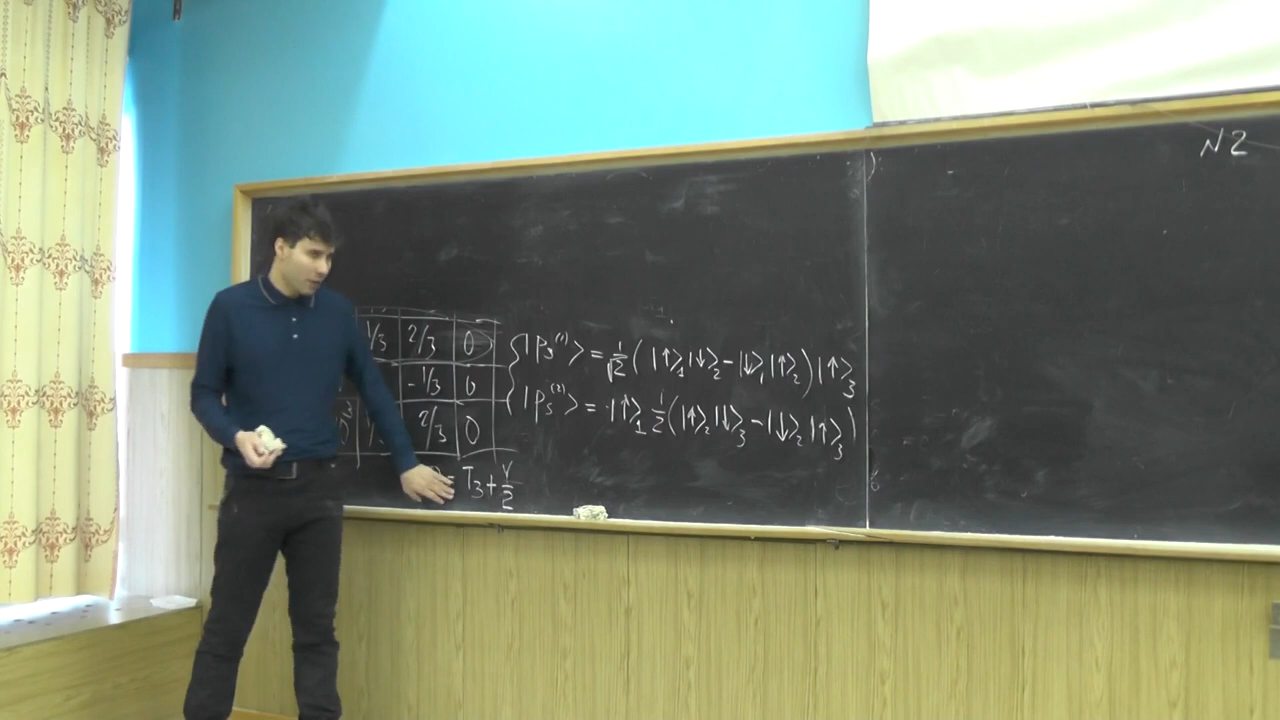 N2
1/3 2/3 0
-1/3 0
2/3 0
= T₃ + Y/2
|p_S^(1)⟩ = 1/√2 ( |↑⟩₁ |↓⟩₂ - |↓⟩₁ |↑⟩₂ ) |↑⟩₃
|p_S^(2)⟩ = |↑⟩₁ 1/2 ( |↑⟩₂ |↓⟩₃ - |↓⟩₂ |↑⟩₃ )